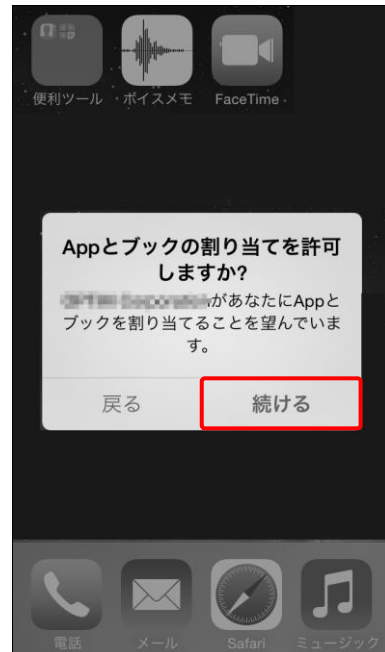 便利ツール ボイスメモ FaceTime
Appとブックの割り当てを許可
しますか?
があなたにAppと
ブックを割り当てることを望んでいま
す。
戻る 続ける
電話 メール Safari ミュージック